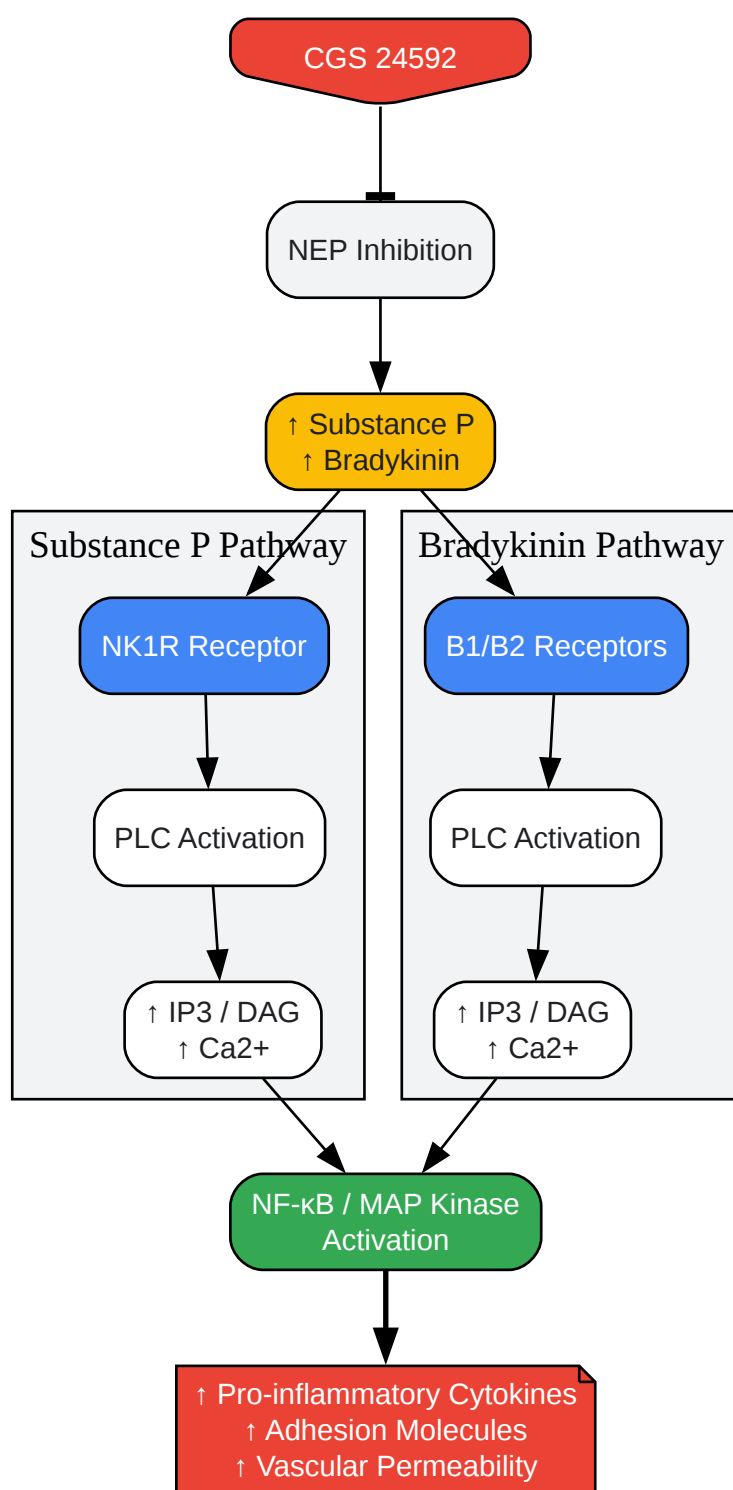 CGS 24592
NEP Inhibition
↑ Substance P
↑ Bradykinin
Substance P Pathway
NK1R Receptor
PLC Activation
↑ IP3 / DAG
↑ Ca2+
Bradykinin Pathway
B1/B2 Receptors
PLC Activation
↑ IP3 / DAG
↑ Ca2+
NF-κB / MAP Kinase
Activation
↑ Pro-inflammatory Cytokines
↑ Adhesion Molecules
↑ Vascular Permeability